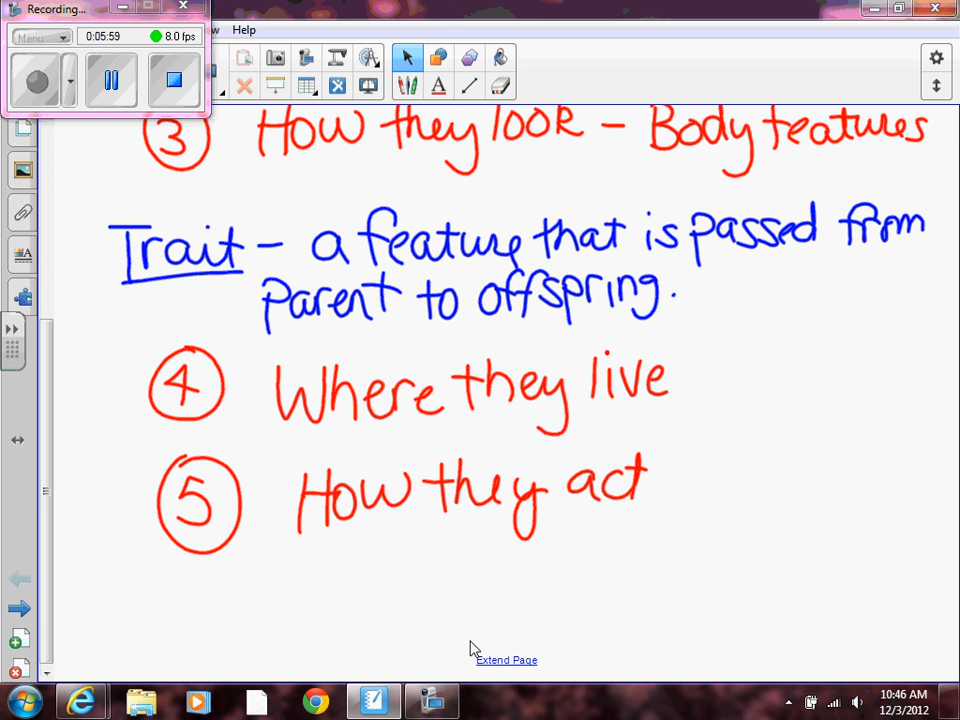 Recording...
Menu
0:05:59
8.0 fps
Help
3 How they look - Body features
Trait - a feature that is passed from
parent to offspring.
4 Where they live
5 How they act
Extend Page
10:46 AM
12/3/2012